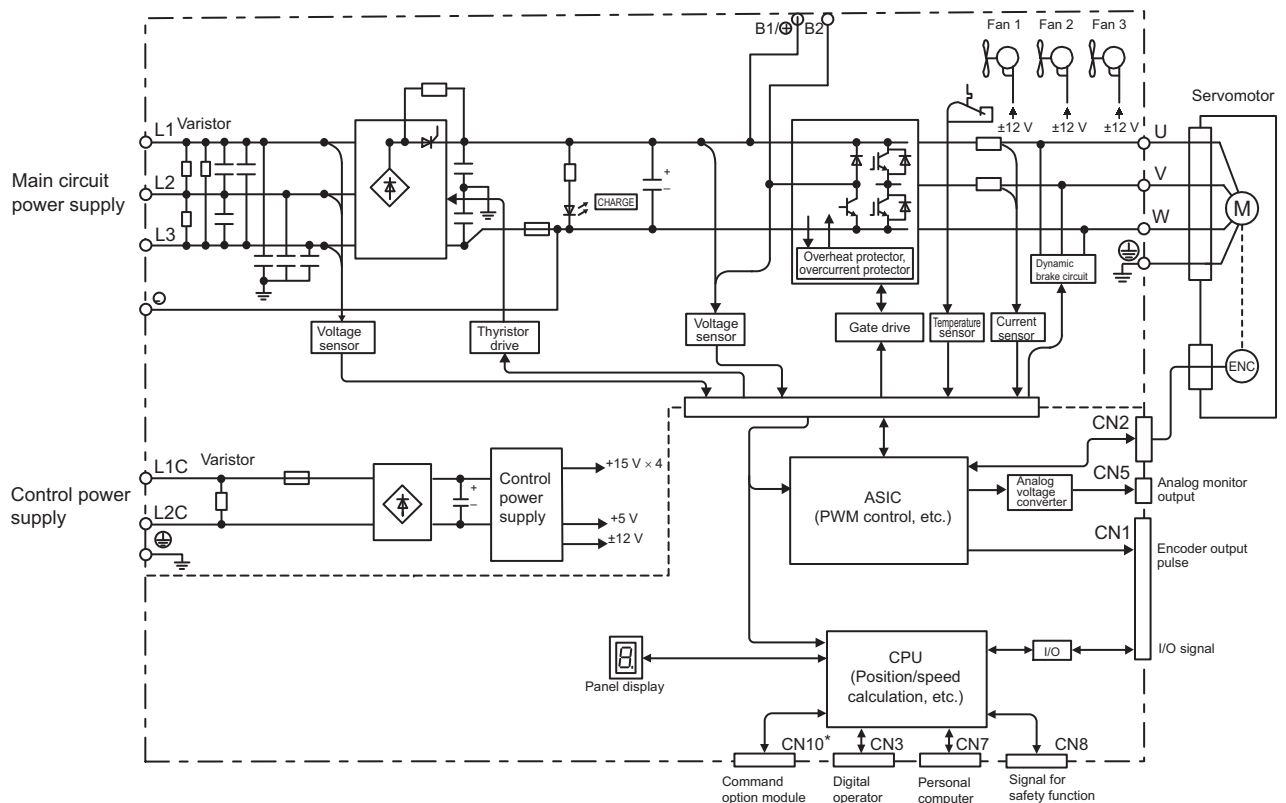 B1/⊕ B2
Fan 1 Fan 2 Fan 3
±12 V ±12 V ±12 V
Servomotor
Main circuit
power supply
L1 Varistor
L2
L3
⊖
+
–
CHARGE
Overheat protector,
overcurrent protector
U
V
W
M
Dynamic
brake circuit
Voltage
sensor
Thyristor
drive
Voltage
sensor
Gate drive
Temperature
sensor
Current
sensor
ENC
Control power
supply
L1C Varistor
L2C
+
–
Control
power
supply
+15 V × 4
+5 V
±12 V
ASIC
(PWM control, etc.)
Analog
voltage
converter
CN2
CN5
Analog monitor
output
CN1
Encoder output
pulse
I/O
I/O signal
8.
Panel display
CPU
(Position/speed
calculation, etc.)
CN10* CN3 CN7 CN8
Command
option module
Digital
operator
Personal
computer
Signal for
safety function